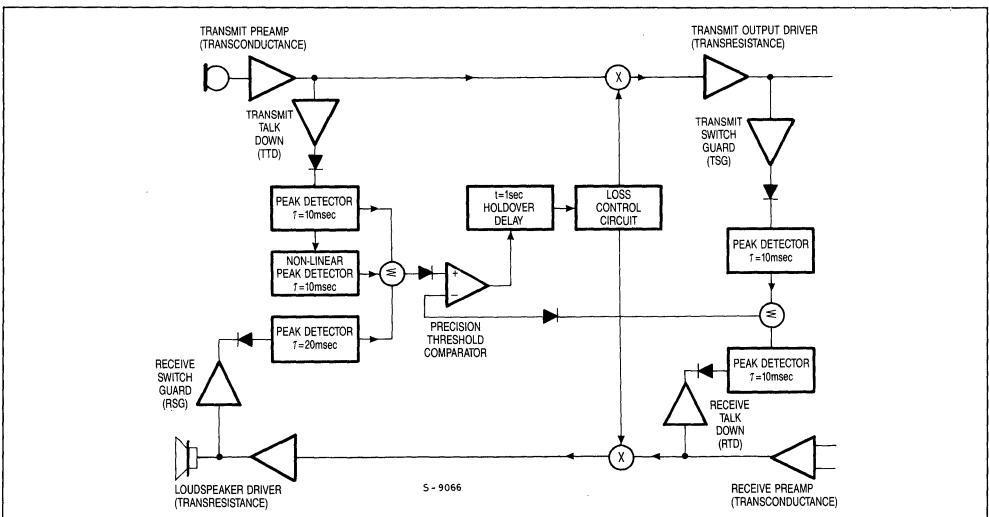 TRANSMIT PREAMP
(TRANSCONDUCTANCE)
TRANSMIT OUTPUT DRIVER
(TRANSRESISTANCE)
X
TRANSMIT
TALK
DOWN
(TTD)
TRANSMIT
SWITCH
GUARD
(TSG)
PEAK DETECTOR
τ=10msec
t=1sec
HOLDOVER
DELAY
LOSS
CONTROL
CIRCUIT
NON-LINEAR
PEAK DETECTOR
τ=10msec
Σ
+
−
PRECISION
THRESHOLD
COMPARATOR
PEAK DETECTOR
τ=10msec
Σ
PEAK DETECTOR
τ=20msec
PEAK DETECTOR
τ=10msec
RECEIVE
SWITCH
GUARD
(RSG)
RECEIVE
TALK
DOWN
(RTD)
X
LOUDSPEAKER DRIVER
(TRANSRESISTANCE)
S-9066
RECEIVE PREAMP
(TRANSCONDUCTANCE)